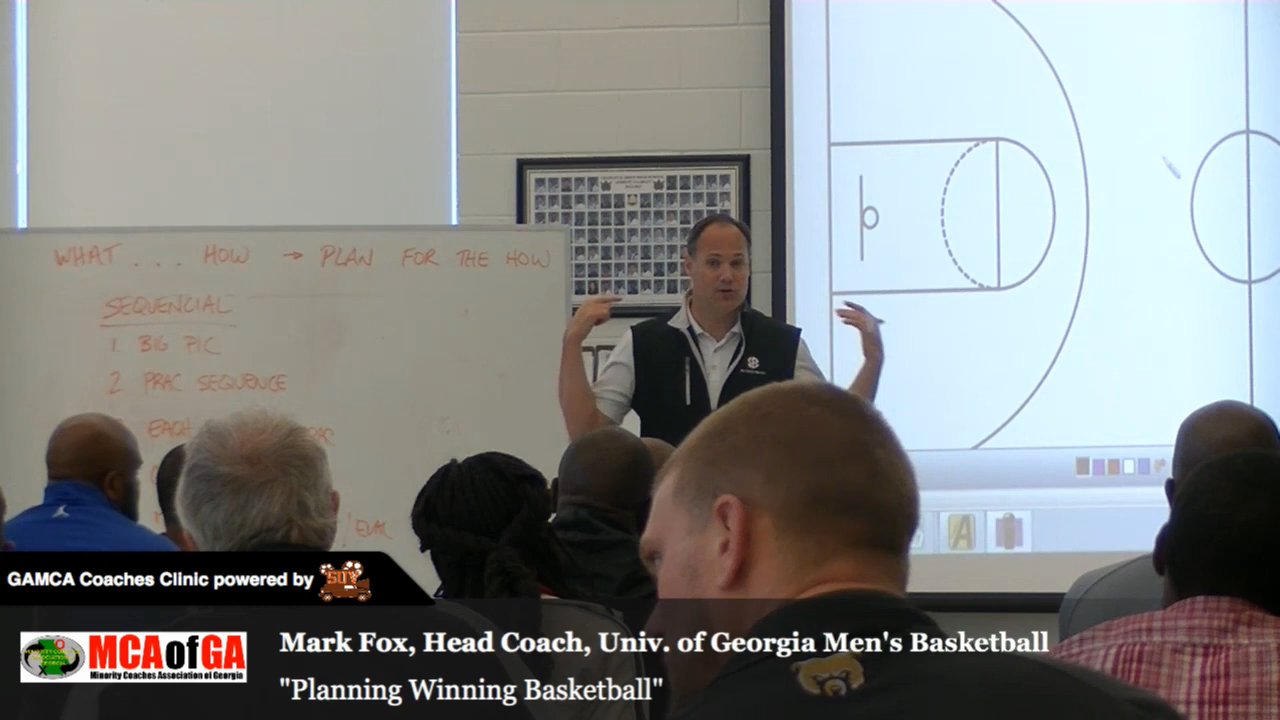 WHAT . . . HOW → PLAN FOR THE HOW
SEQUENCIAL
1. BIG PIC
2 PRAC SEQUENCE
EACH
EVAL
GAMCA Coaches Clinic powered by
MCAofGA
Minority Coaches Association of Georgia
Mark Fox, Head Coach, Univ. of Georgia Men's Basketball
"Planning Winning Basketball"